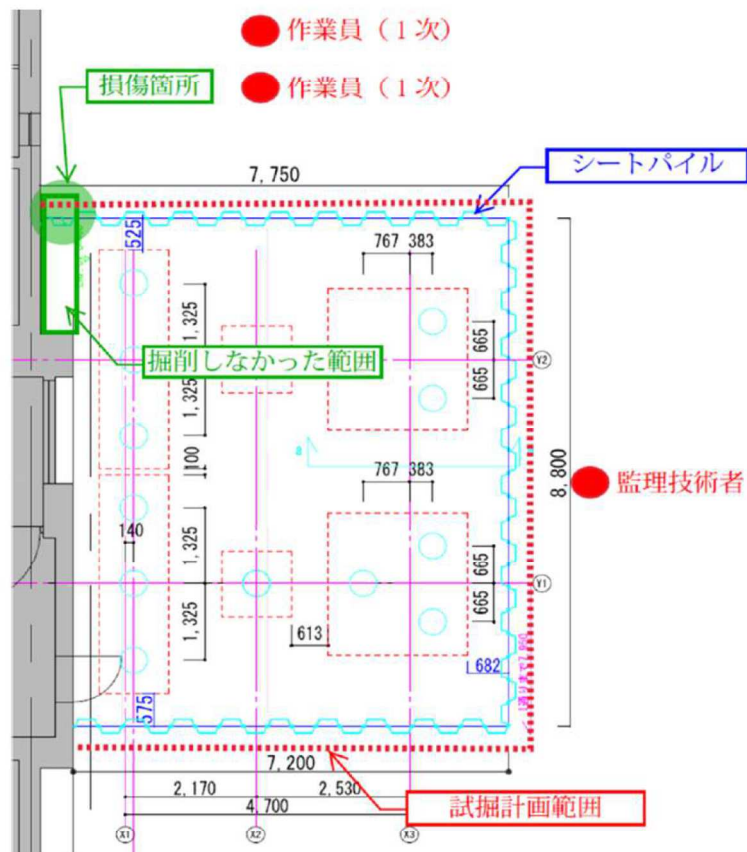 作業員（1次）
損傷箇所
作業員（1次）
シートパイル
7,750
525
767 383
1,325
665
掘削しなかった範囲
Y2
1,325
665
100
767 383
8,800
監理技術者
140
1,325
665
Y1
1,325
665
613
682
575
7,200
2,170
2,530
試掘計画範囲
4,700
X1
X2
X3